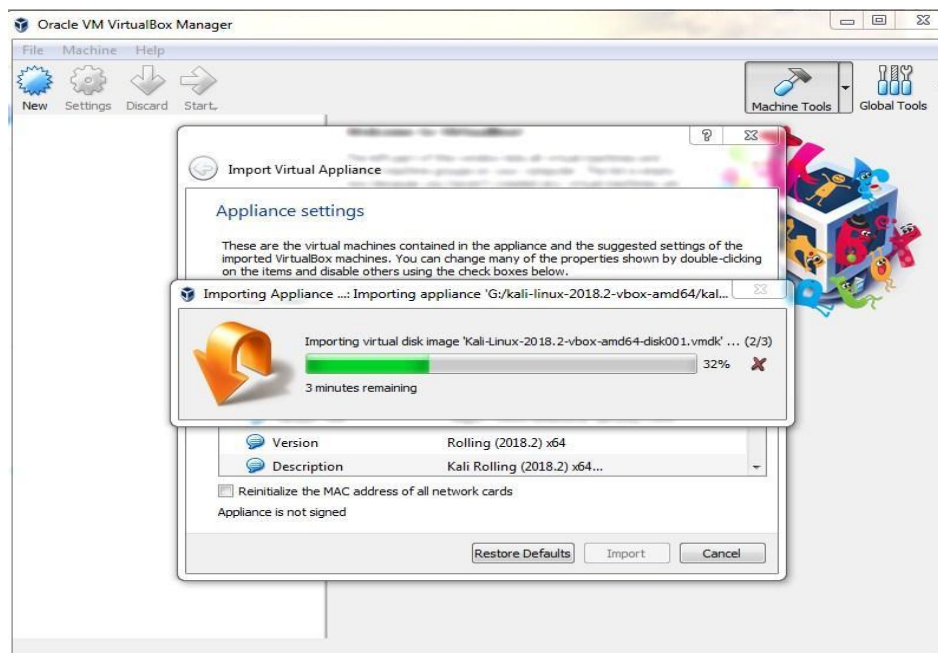 Oracle VM VirtualBox Manager
File Machine Help
New Settings Discard Start
Machine Tools Global Tools
Import Virtual Appliance
Appliance settings
These are the virtual machines contained in the appliance and the suggested settings of the
imported VirtualBox machines. You can change many of the properties shown by double-clicking
on the items and disable others using the check boxes below.
Importing Appliance ...: Importing appliance 'G:/kali-linux-2018.2-vbox-amd64/kal...
Importing virtual disk image 'Kali-Linux-2018.2-vbox-amd64-disk001.vmdk' ... (2/3)
32%
3 minutes remaining
Version Rolling (2018.2) x64
Description Kali Rolling (2018.2) x64...
Reinitialize the MAC address of all network cards
Appliance is not signed
Restore Defaults Import Cancel